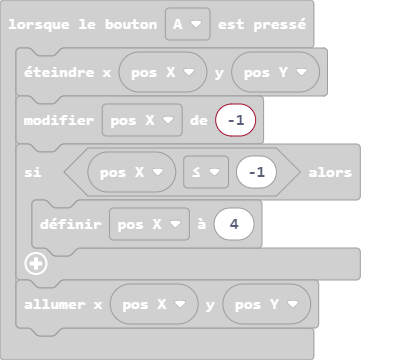 lorsque le bouton A est pressé
éteindre x pos X y pos Y
modifier pos X de -1
si pos X ≤ -1 alors
définir pos X à 4
allumer x pos X y pos Y